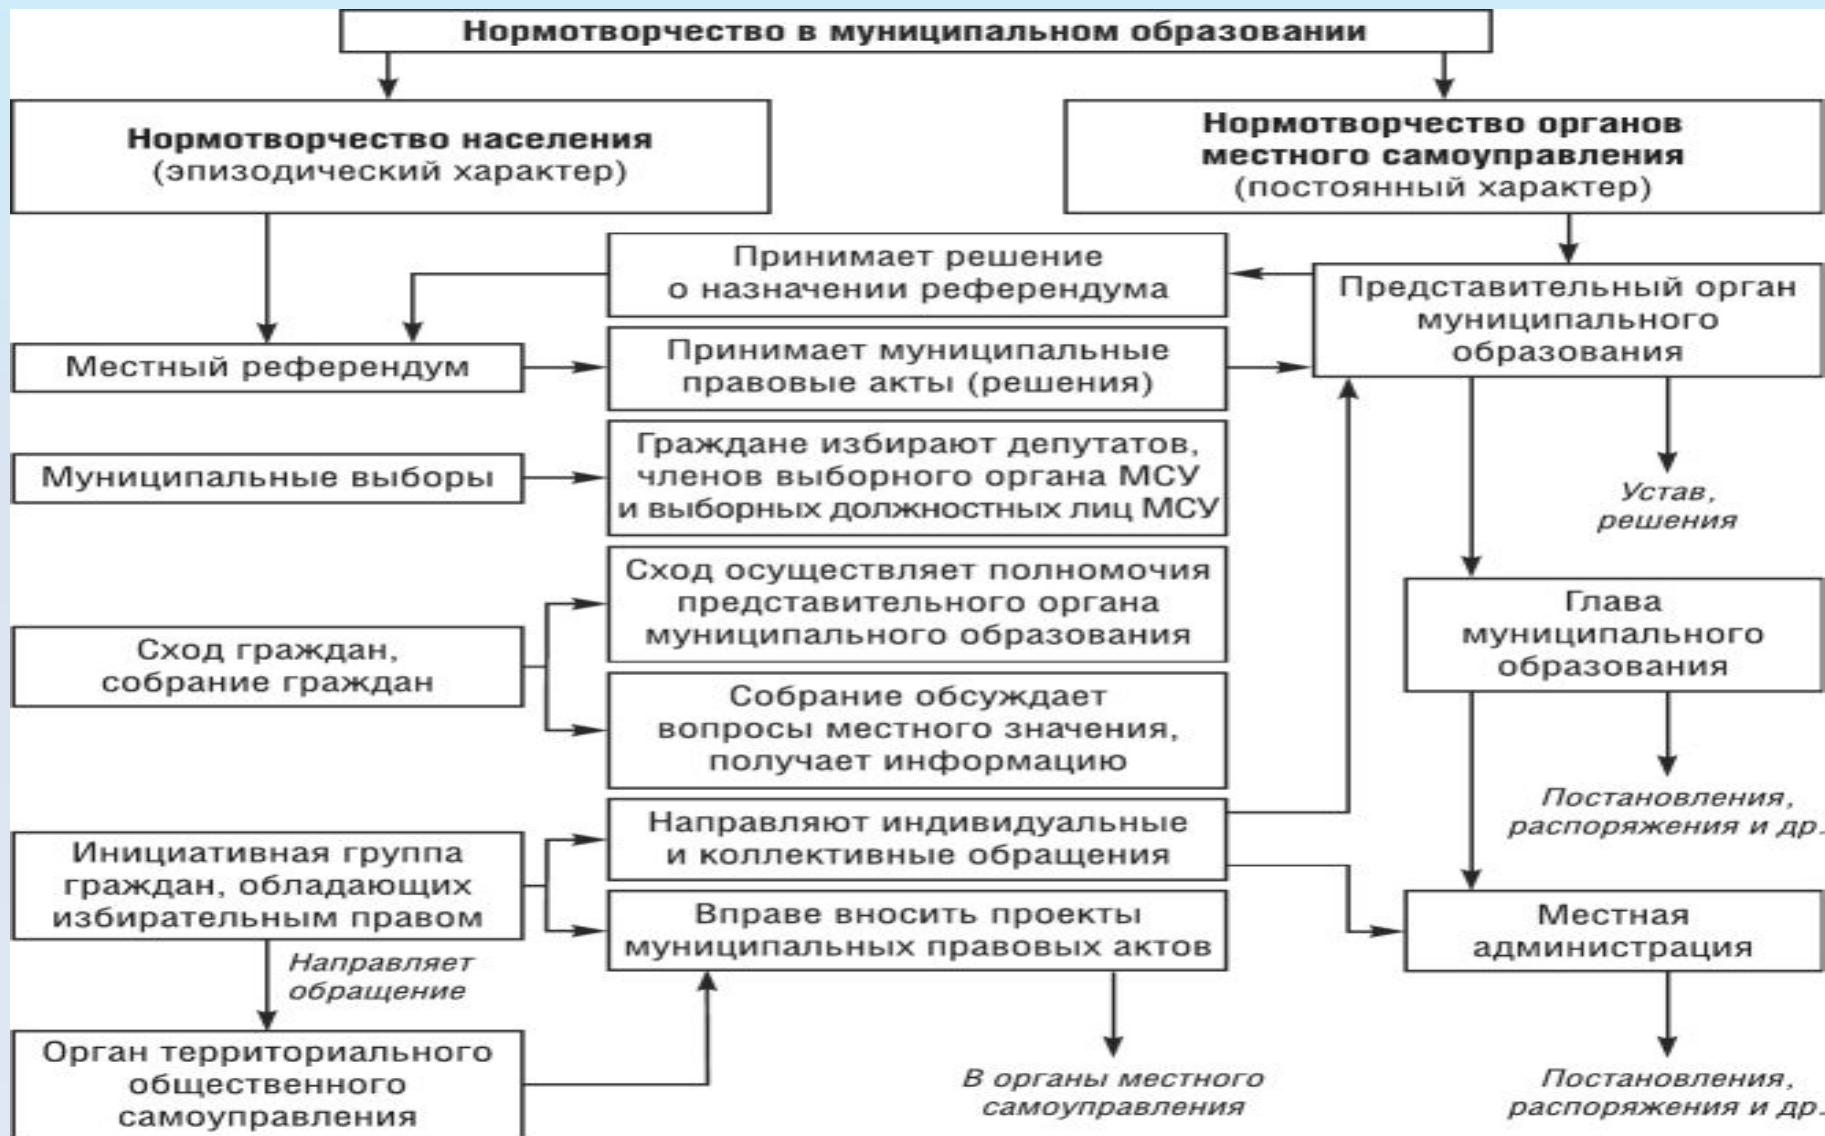 Нормотворчество в муниципальном образовании
Нормотворчество населения
(эпизодический характер)
Нормотворчество органов
местного самоуправления
(постоянный характер)
Принимает решение
о назначении референдума
Представительный орган
муниципального
образования
Местный референдум
Принимает муниципальные
правовые акты (решения)
Муниципальные выборы
Граждане избирают депутатов,
членов выборного органа МСУ
и выборных должностных лиц МСУ
Устав,
решения
Сход граждан,
собрание граждан
Сход осуществляет полномочия
представительного органа
муниципального образования
Собрание обсуждает
вопросы местного значения,
получает информацию
Глава
муниципального
образования
Постановления,
распоряжения и др.
Инициативная группа
граждан, обладающих
избирательным правом
Направляют индивидуальные
и коллективные обращения
Вправе вносить проекты
муниципальных правовых актов
Местная
администрация
Направляет
обращение
Орган территориального
общественного
самоуправления
В органы местного
самоуправления
Постановления,
распоряжения и др.